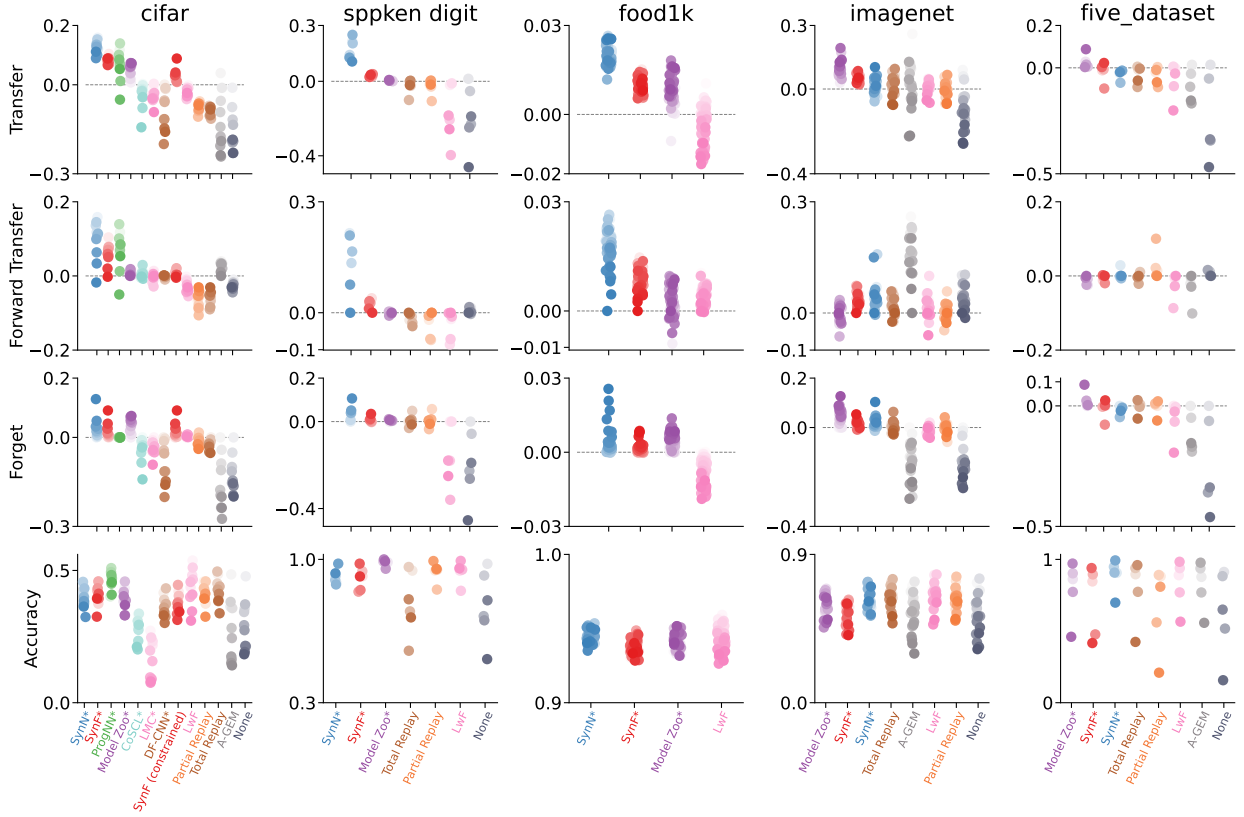 cifar
sppken digit
food1k
imagenet
five_dataset
Transfer
0.2
0.0
−0.3
0.3
0.0
−0.4
0.03
0.00
−0.02
0.3
0.0
−0.4
0.2
0.0
−0.5
Forward Transfer
0.2
0.0
−0.2
0.3
0.0
−0.1
0.03
0.00
−0.01
0.3
0.0
−0.1
0.2
0.0
−0.2
Forget
0.2
0.0
−0.3
0.2
0.0
−0.4
0.03
0.00
−0.03
0.2
0.0
−0.4
0.1
0.0
−0.5
Accuracy
0.5
0.0
1.0
0.3
1.0
0.9
0.9
0.0
1
0
SynN*
SynF*
ProgNN*
Model Zoo*
CoSCL*
LMC*
DF-CNN*
SynF (constrained)
LwF
Partial Replay
Total Replay
A-GEM
None
SynN*
SynF*
Model Zoo*
Total Replay
Partial Replay
LwF
None
SynN*
SynF*
Model Zoo*
LwF
Model Zoo*
SynF*
SynN*
Total Replay
A-GEM
LwF
Partial Replay
None
Model Zoo*
SynF*
SynN*
Total Replay
Partial Replay
LwF
A-GEM
None